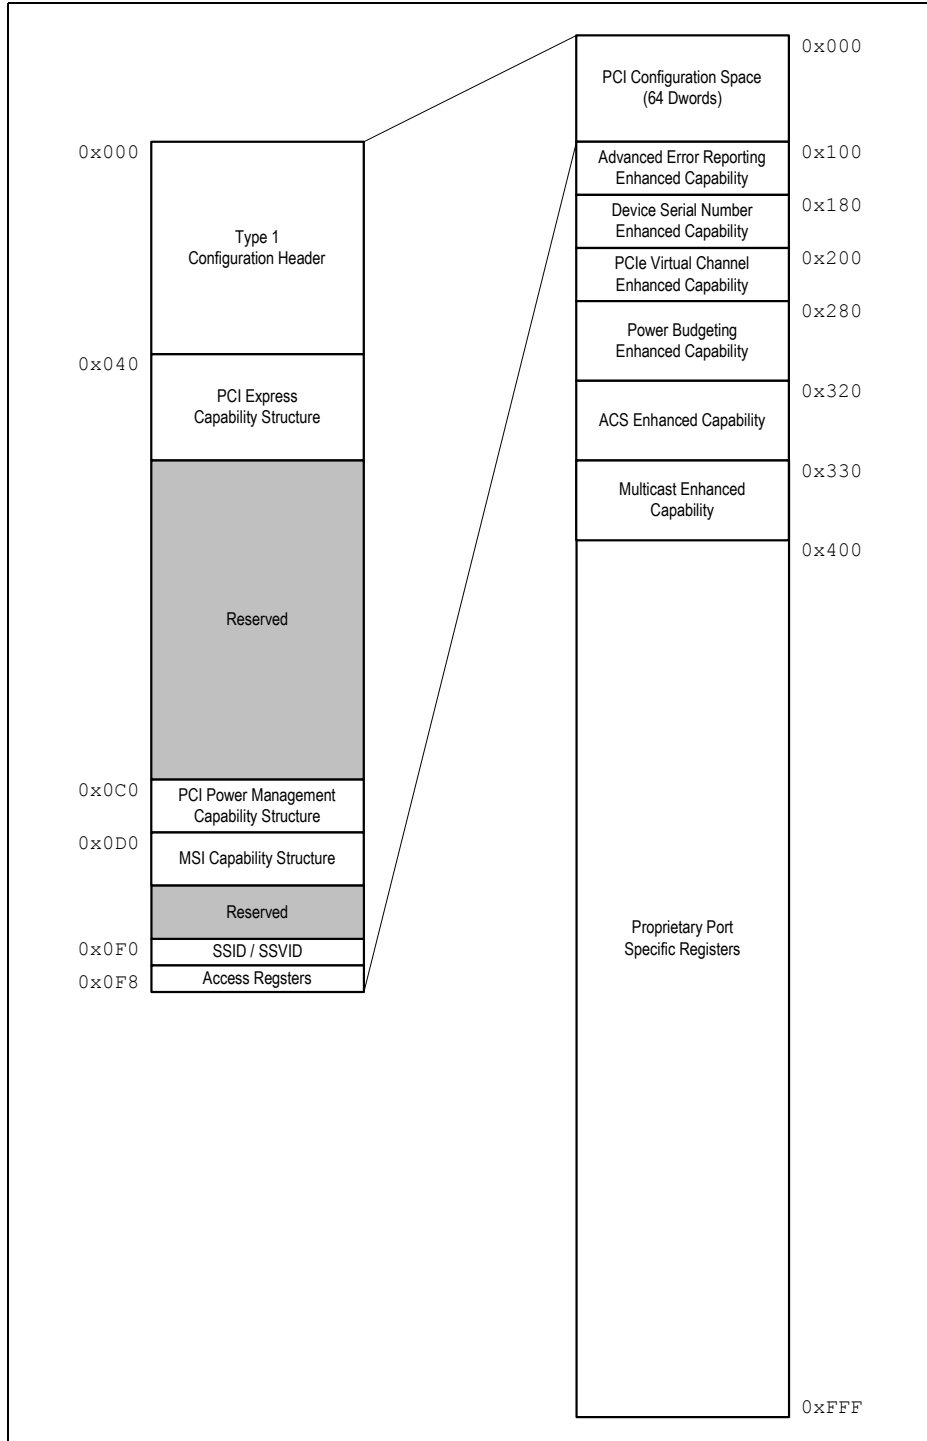 0x000
Type 1
Configuration Header
0x040
PCI Express
Capability Structure
Reserved
0x0C0
PCI Power Management
Capability Structure
0x0D0
MSI Capability Structure
Reserved
0x0F0
SSID / SSVID
0x0F8
Access Regsters
0x000
PCI Configuration Space
(64 Dwords)
0x100
Advanced Error Reporting
Enhanced Capability
0x180
Device Serial Number
Enhanced Capability
0x200
PCIe Virtual Channel
Enhanced Capability
0x280
Power Budgeting
Enhanced Capability
0x320
ACS Enhanced Capability
0x330
Multicast Enhanced
Capability
0x400
Proprietary Port
Specific Registers
0xFFF